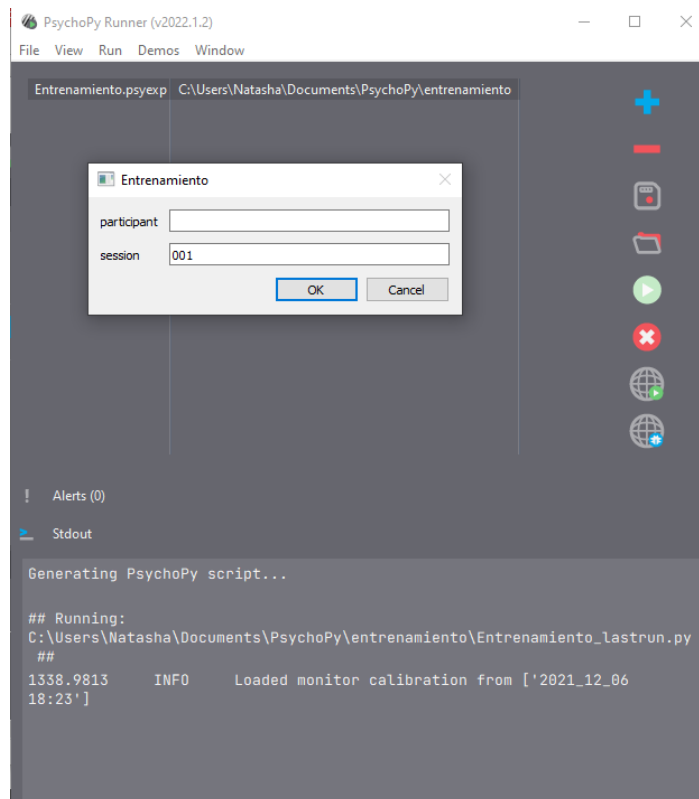 PsychoPy Runner (v2022.1.2)
File View Run Demos Window
Entrenamiento.psyexp C:\Users\Natasha\Documents\PsychoPy\entrenamiento
Entrenamiento
participant
session 001
OK Cancel
! Alerts (0)
>_ Stdout
Generating PsychoPy script...
## Running:
C:\Users\Natasha\Documents\PsychoPy\entrenamiento\Entrenamiento_lastrun.py
##
1338.9813 INFO Loaded monitor calibration from ['2021_12_06
18:23']